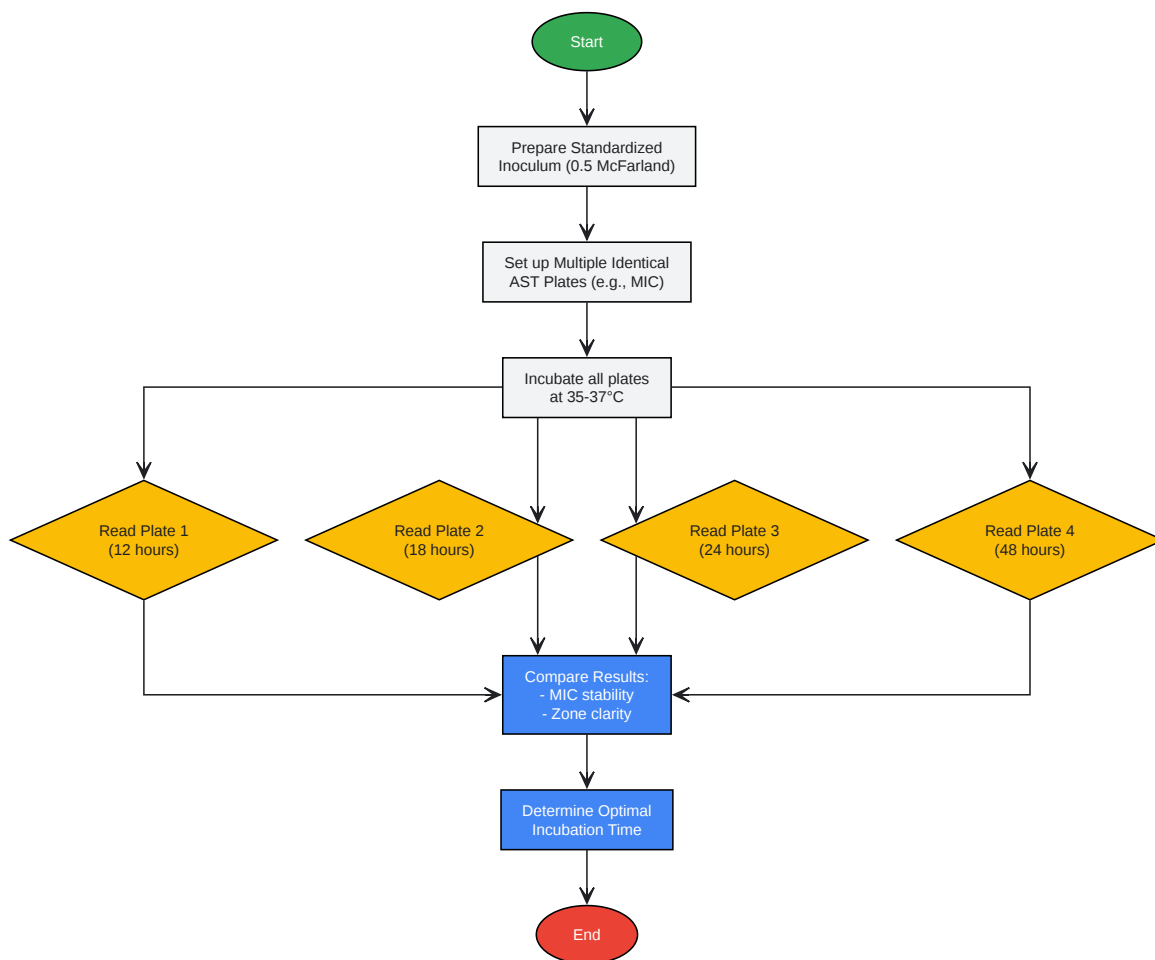 Start
Prepare Standardized
Inoculum (0.5 McFarland)
Set up Multiple Identical
AST Plates (e.g., MIC)
Incubate all plates
at 35-37°C
Read Plate 1
(12 hours)
Read Plate 2
(18 hours)
Read Plate 3
(24 hours)
Read Plate 4
(48 hours)
Compare Results:
- MIC stability
- Zone clarity
Determine Optimal
Incubation Time
End